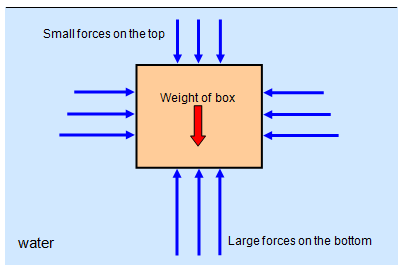 Small forces on the top
Weight of box
Large forces on the bottom
water